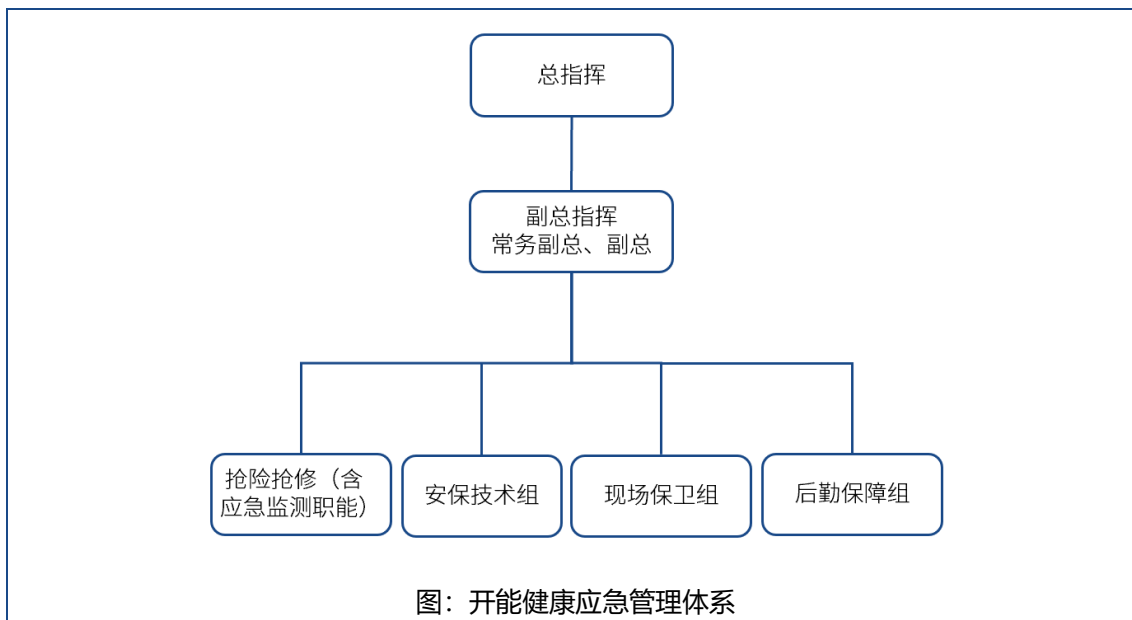 总指挥
副总指挥
常务副总、副总
抢险抢修（含
应急监测职能）
安保技术组
现场保卫组
后勤保障组
图：开能健康应急管理体系